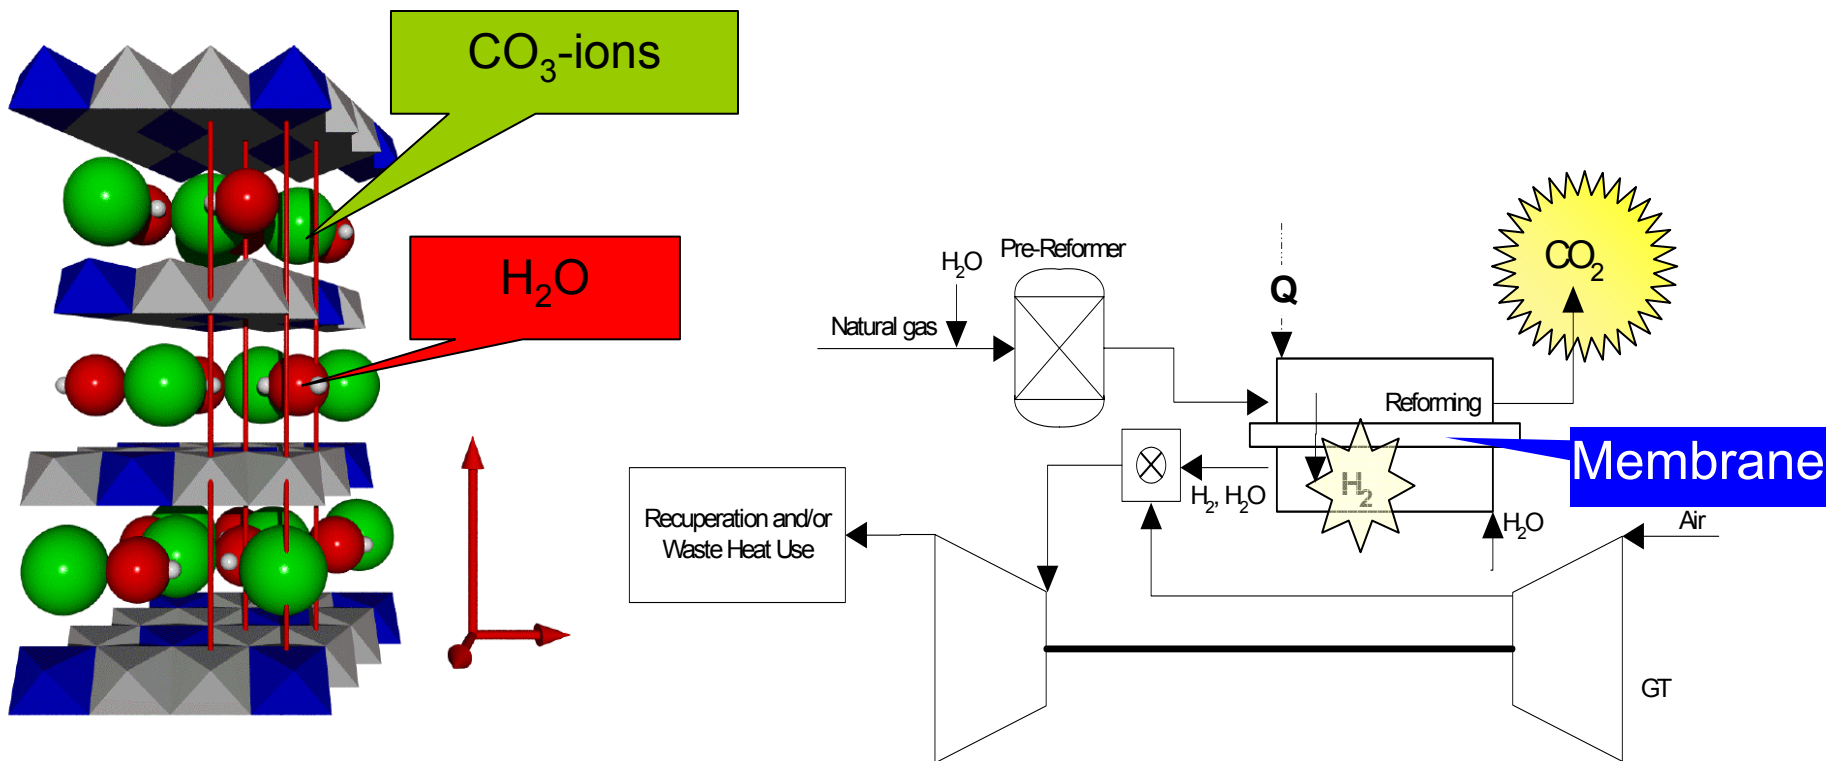 CO₃-ions
H₂O
Pre-Reformer
H₂O
Natural gas
Q
CO₂
Reforming
Membrane
H₂
H₂, H₂O
H₂O
Air
Recuperation and/or
Waste Heat Use
GT